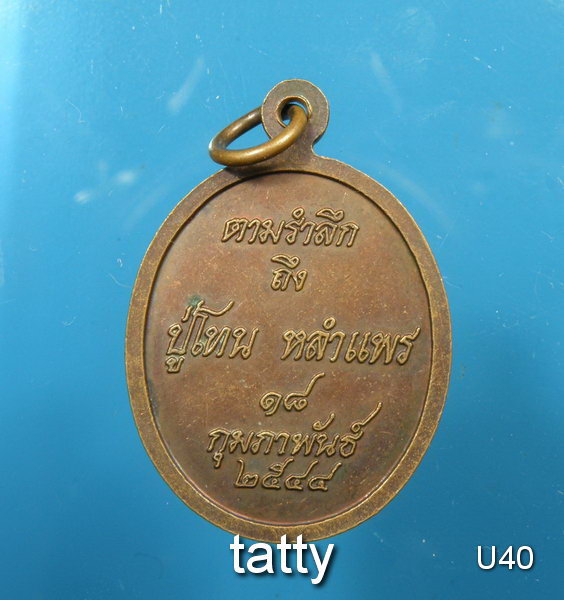 ตามรำลึก
ถึง
ปู่โทน หลำแพร
๑๘
กุมภาพันธ์
๒๕๔๔
tatty
U40